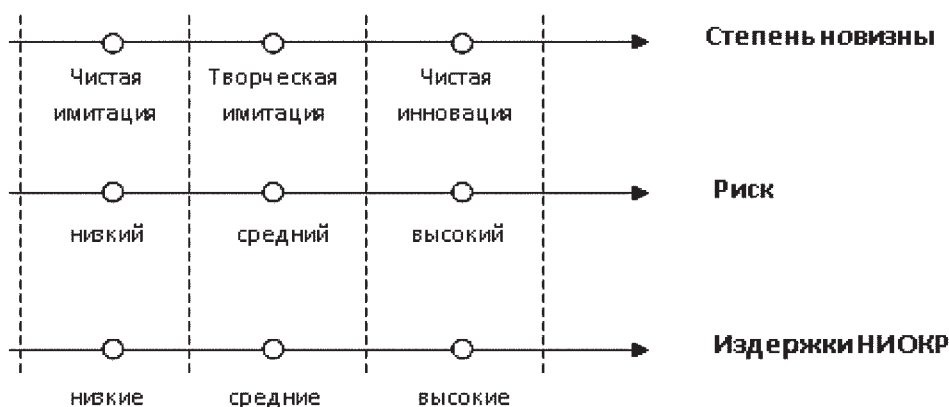 Степень новизны
Чистая Творческая Чистая
имитация имитация инновация
Риск
низкий средний высокий
Издержки НИОКР
низкие средние высокие